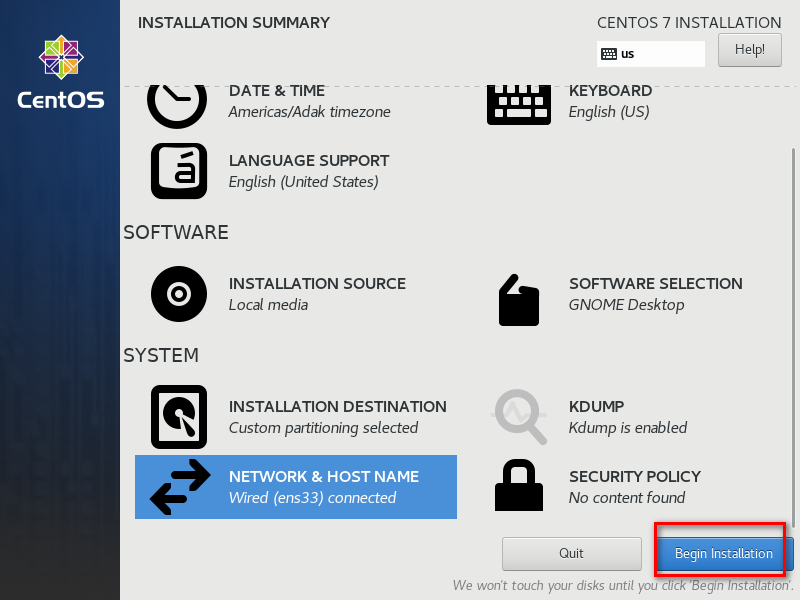 INSTALLATION SUMMARY
CENTOS 7 INSTALLATION
us
Help!
CentOS
DATE & TIME
Americas/Adak timezone
KEYBOARD
English (US)
á
LANGUAGE SUPPORT
English (United States)
SOFTWARE
INSTALLATION SOURCE
Local media
SOFTWARE SELECTION
GNOME Desktop
SYSTEM
INSTALLATION DESTINATION
Custom partitioning selected
KDUMP
Kdump is enabled
NETWORK & HOST NAME
Wired (ens33) connected
SECURITY POLICY
No content found
Quit
Begin Installation
We won't touch your disks until you click 'Begin Installation'.